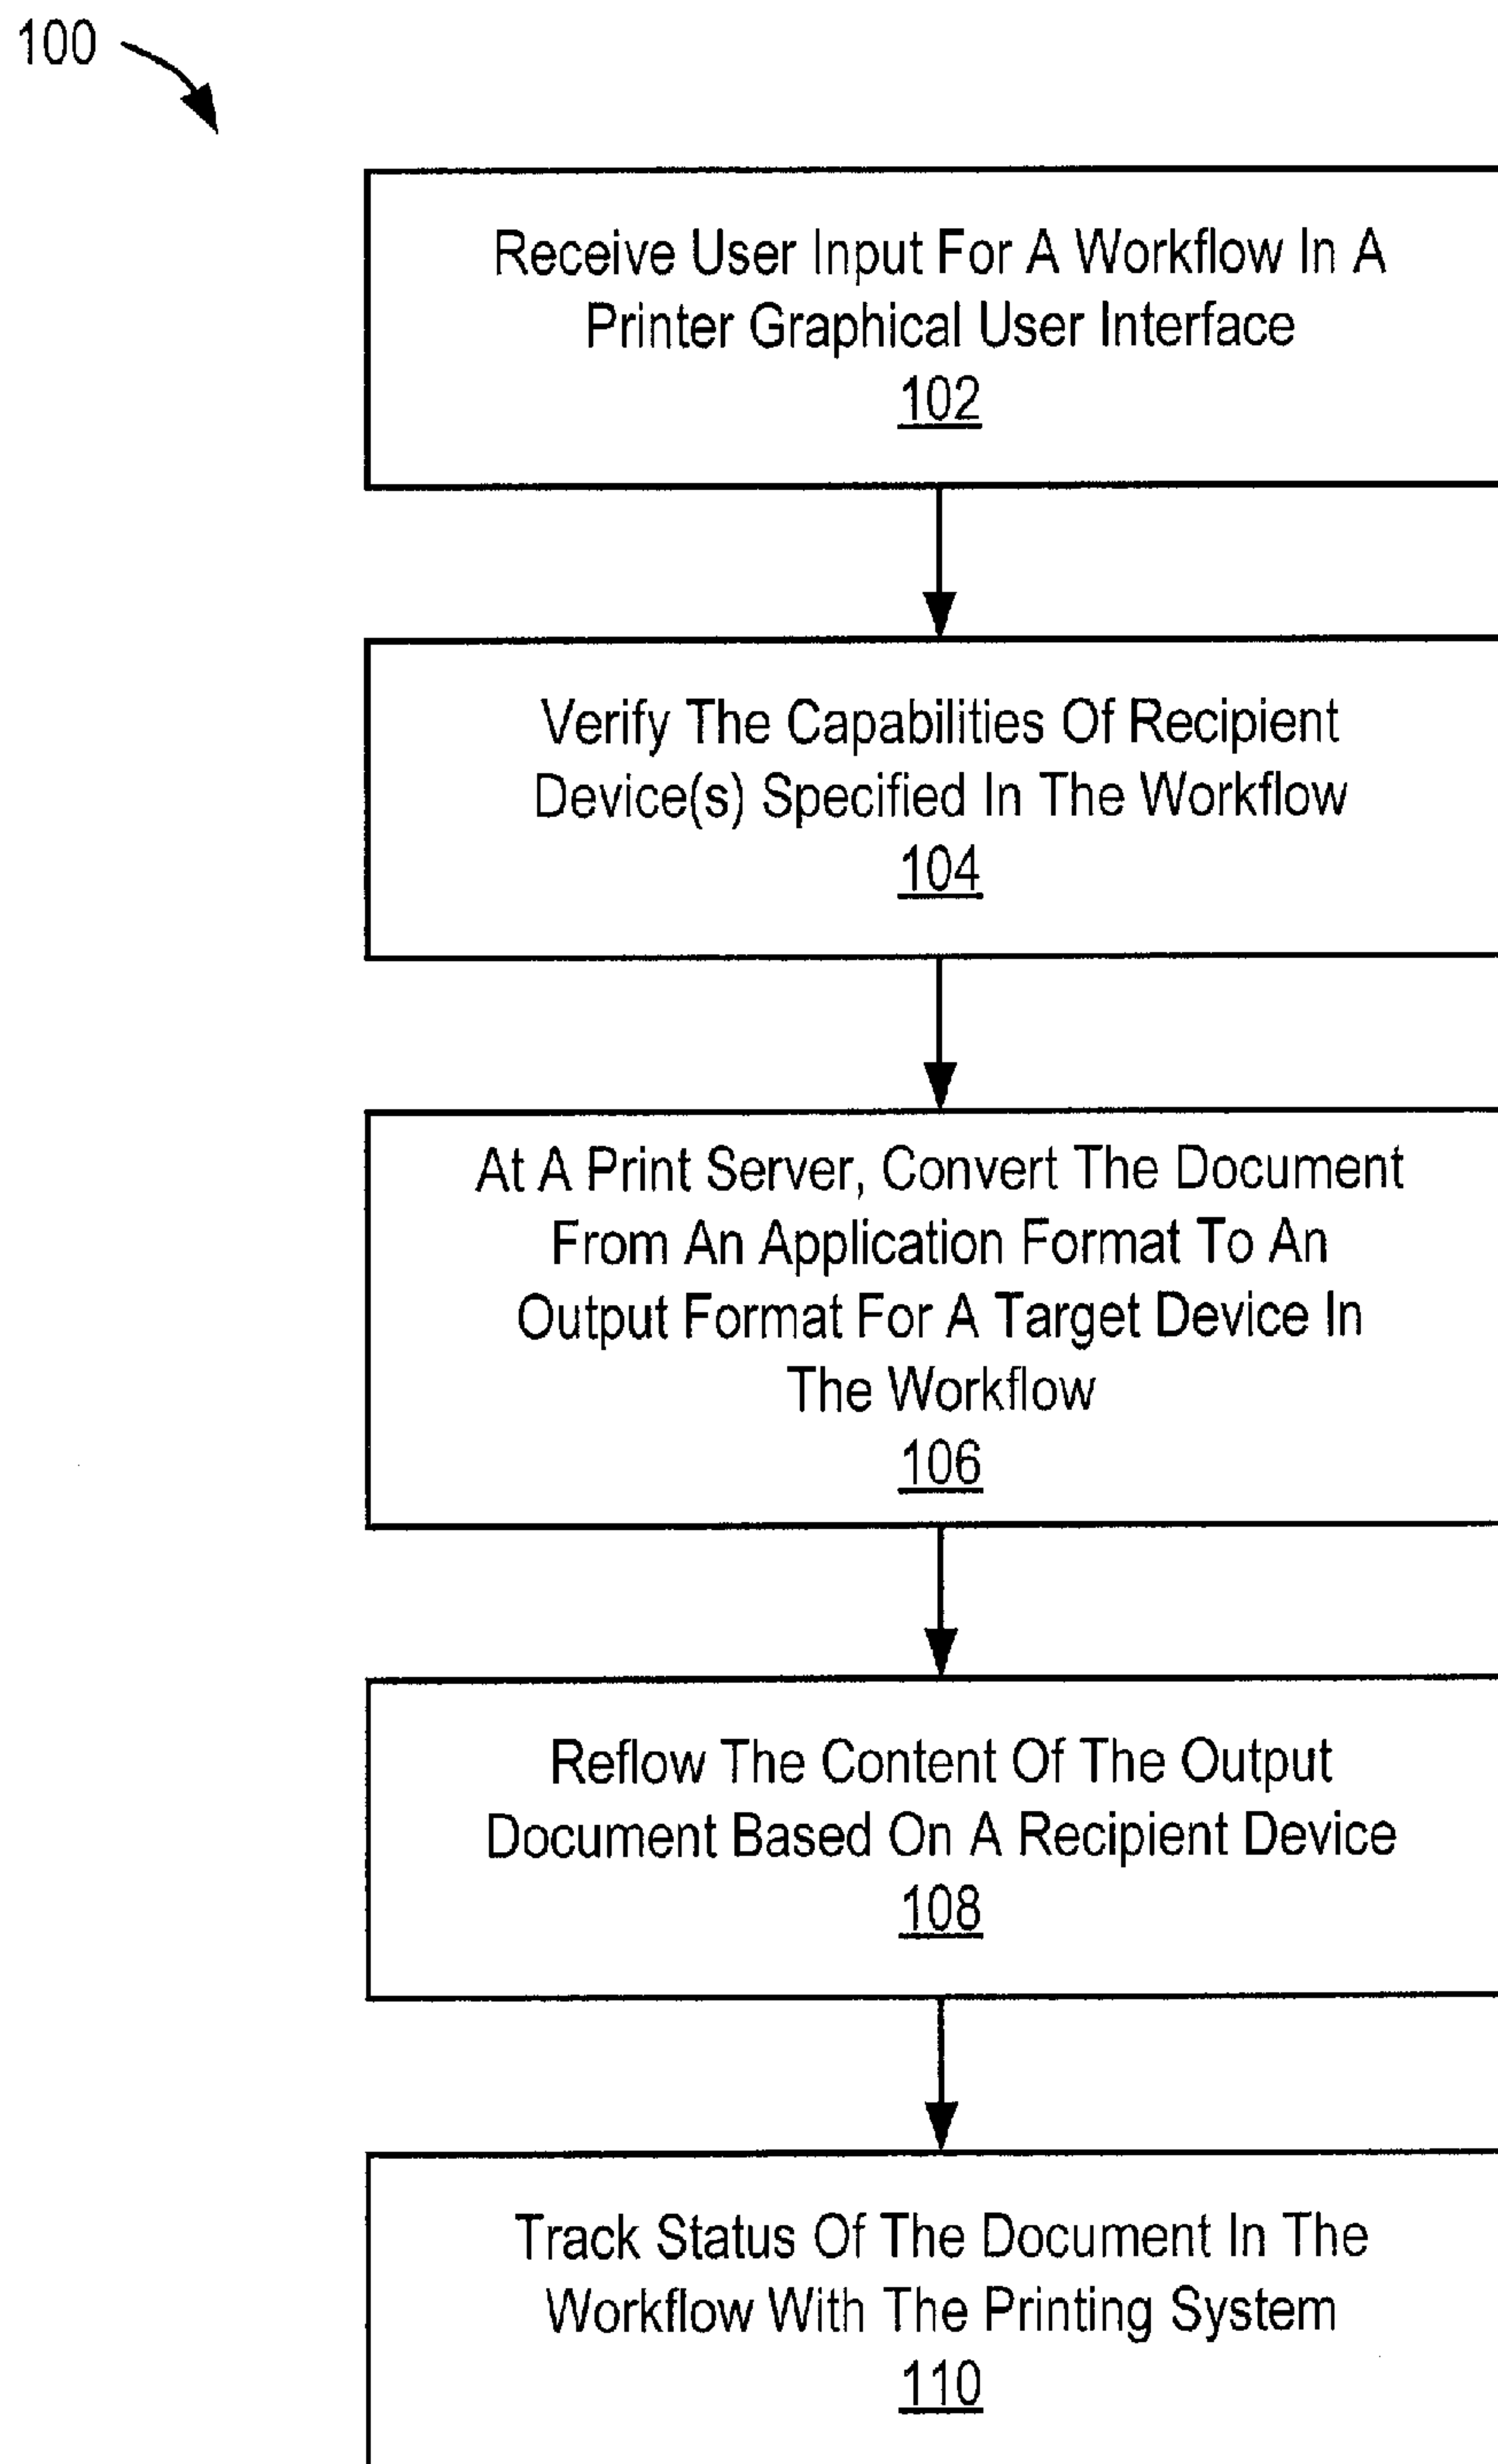 100
Receive User Input For A Workflow In A
Printer Graphical User Interface
102
Verify The Capabilities Of Recipient
Device(s) Specified In The Workflow
104
At A Print Server, Convert The Document
From An Application Format To An
Output Format For A Target Device In
The Workflow
106
Reflow The Content Of The Output
Document Based On A Recipient Device
108
Track Status Of The Document In The
Workflow With The Printing System
110